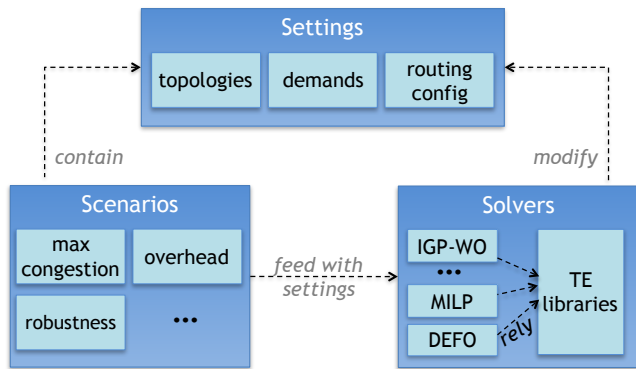 Settings
topologies
demands
routing
config
contain
modify
Scenarios
max
congestion
overhead
robustness
...
feed with
settings
Solvers
IGP-WO
...
MILP
DEFO
rely
TE
libraries